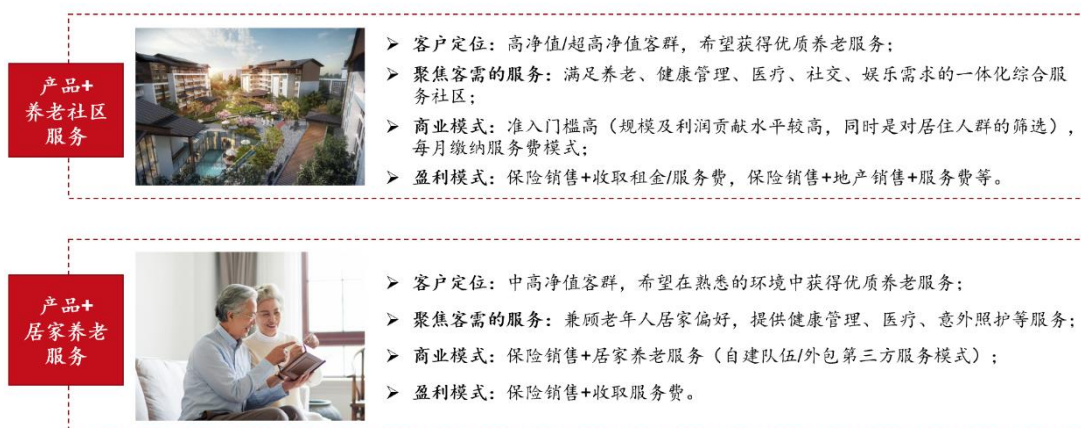 产品+
养老社区
服务
➢ 客户定位：高净值/超高净值客群，希望获得优质养老服务；
➢ 聚焦客需的服务：满足养老、健康管理、医疗、社交、娱乐需求的一体化综合服
务社区；
➢ 商业模式：准入门槛高（规模及利润贡献水平较高，同时是对居住人群的筛选），
每月缴纳服务费模式；
➢ 盈利模式：保险销售+收取租金/服务费，保险销售+地产销售+服务费等。
产品+
居家养老
服务
➢ 客户定位：中高净值客群，希望在熟悉的环境中获得优质养老服务；
➢ 聚焦客需的服务：兼顾老年人居家偏好，提供健康管理、医疗、意外照护等服务；
➢ 商业模式：保险销售+居家养老服务（自建队伍/外包第三方服务模式）；
➢ 盈利模式：保险销售+收取服务费。